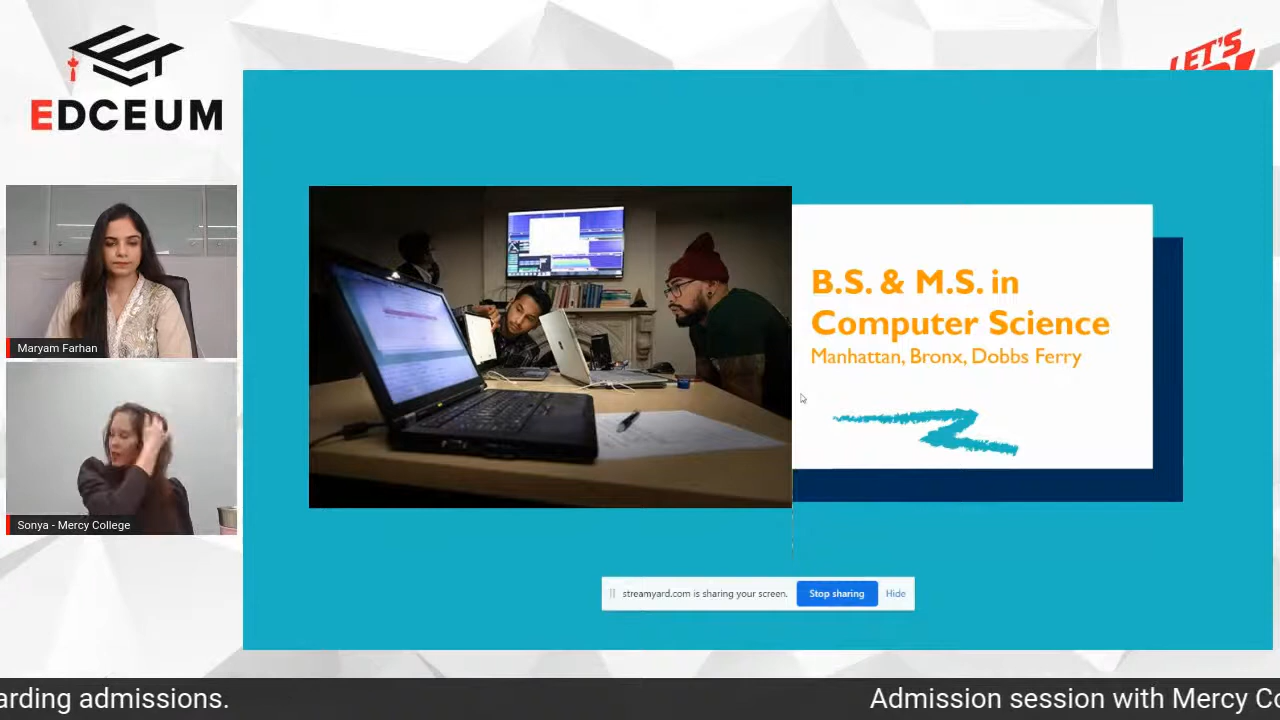 EDCEUM
LET'S
Maryam Farhan
Sonya - Mercy College
B.S. & M.S. in
Computer Science
Manhattan, Bronx, Dobbs Ferry
streamyard.com is sharing your screen.
Stop sharing
Hide
arding admissions.
Admission session with Mercy Co